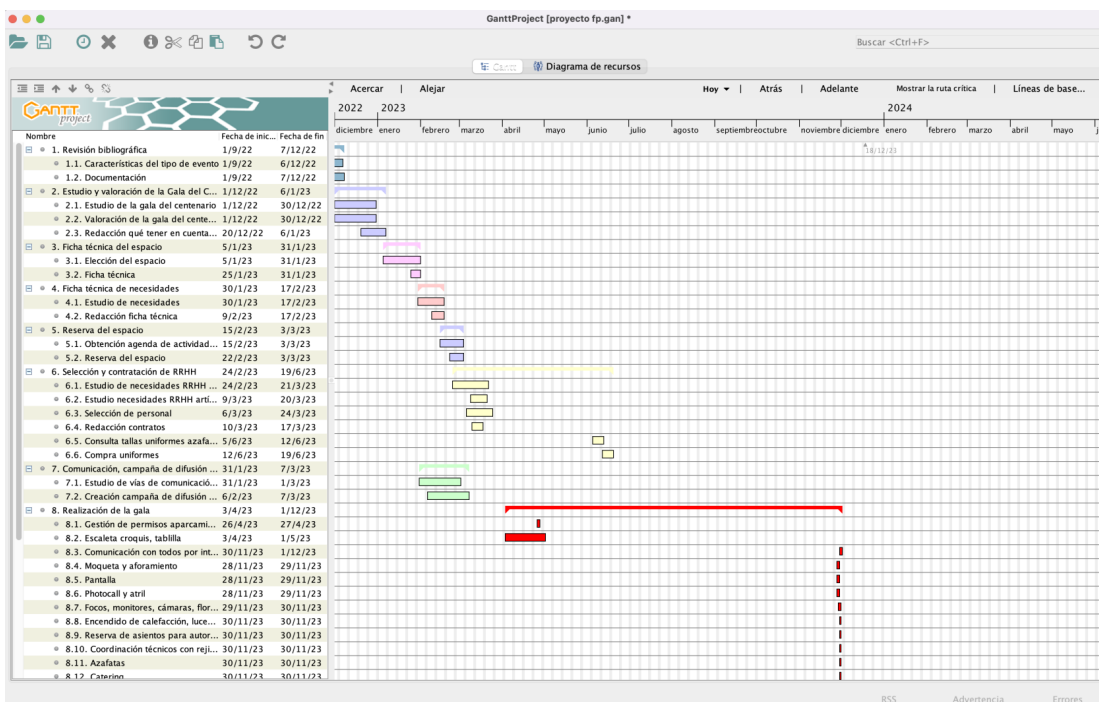 GanttProject [proyecto fp.gan] *
Buscar <Ctrl+F>
Gantt Diagrama de recursos
Acercar | Alejar Hoy | Atrás | Adelante Mostrar la ruta crítica | Líneas de base...
GANTT project
2022 2023 2024
Nombre Fecha de inic... Fecha de fin diciembre enero febrero marzo abril mayo junio julio agosto septiembre octubre noviembre diciembre enero febrero marzo abril mayo j
18/12/23
1. Revisión bibliográfica 1/9/22 7/12/22
1.1. Características del tipo de evento 1/9/22 6/12/22
1.2. Documentación 1/9/22 7/12/22
2. Estudio y valoración de la Gala del C... 1/12/22 6/1/23
2.1. Estudio de la gala del centenario 1/12/22 30/12/22
2.2. Valoración de la gala del cente... 1/12/22 30/12/22
2.3. Redacción qué tener en cuenta... 20/12/22 6/1/23
3. Ficha técnica del espacio 5/1/23 31/1/23
3.1. Elección del espacio 5/1/23 31/1/23
3.2. Ficha técnica 25/1/23 31/1/23
4. Ficha técnica de necesidades 30/1/23 17/2/23
4.1. Estudio de necesidades 30/1/23 17/2/23
4.2. Redacción ficha técnica 9/2/23 17/2/23
5. Reserva del espacio 15/2/23 3/3/23
5.1. Obtención agenda de actividad... 15/2/23 3/3/23
5.2. Reserva del espacio 22/2/23 3/3/23
6. Selección y contratación de RRHH 24/2/23 19/6/23
6.1. Estudio de necesidades RRHH ... 24/2/23 21/3/23
6.2. Estudio necesidades RRHH artí... 9/3/23 20/3/23
6.3. Selección de personal 6/3/23 24/3/23
6.4. Redacción contratos 10/3/23 17/3/23
6.5. Consulta tallas uniformes azafa... 5/6/23 12/6/23
6.6. Compra uniformes 12/6/23 19/6/23
7. Comunicación, campaña de difusión ... 31/1/23 7/3/23
7.1. Estudio de vías de comunicació... 31/1/23 1/3/23
7.2. Creación campaña de difusión ... 6/2/23 7/3/23
8. Realización de la gala 3/4/23 1/12/23
8.1. Gestión de permisos aparcami... 26/4/23 27/4/23
8.2. Escaleta croquis, tablilla 3/4/23 1/5/23
8.3. Comunicación con todos por int... 30/11/23 1/12/23
8.4. Moqueta y aforamiento 28/11/23 29/11/23
8.5. Pantalla 28/11/23 29/11/23
8.6. Photocall y atril 28/11/23 29/11/23
8.7. Focos, monitores, cámaras, flor... 29/11/23 30/11/23
8.8. Encendido de calefacción, luce... 30/11/23 30/11/23
8.9. Reserva de asientos para autor... 30/11/23 30/11/23
8.10. Coordinación técnicos con reji... 30/11/23 30/11/23
8.11. Azafatas 30/11/23 30/11/23
8.12. Catering 30/11/23 30/11/23
RSS Advertencia Errores